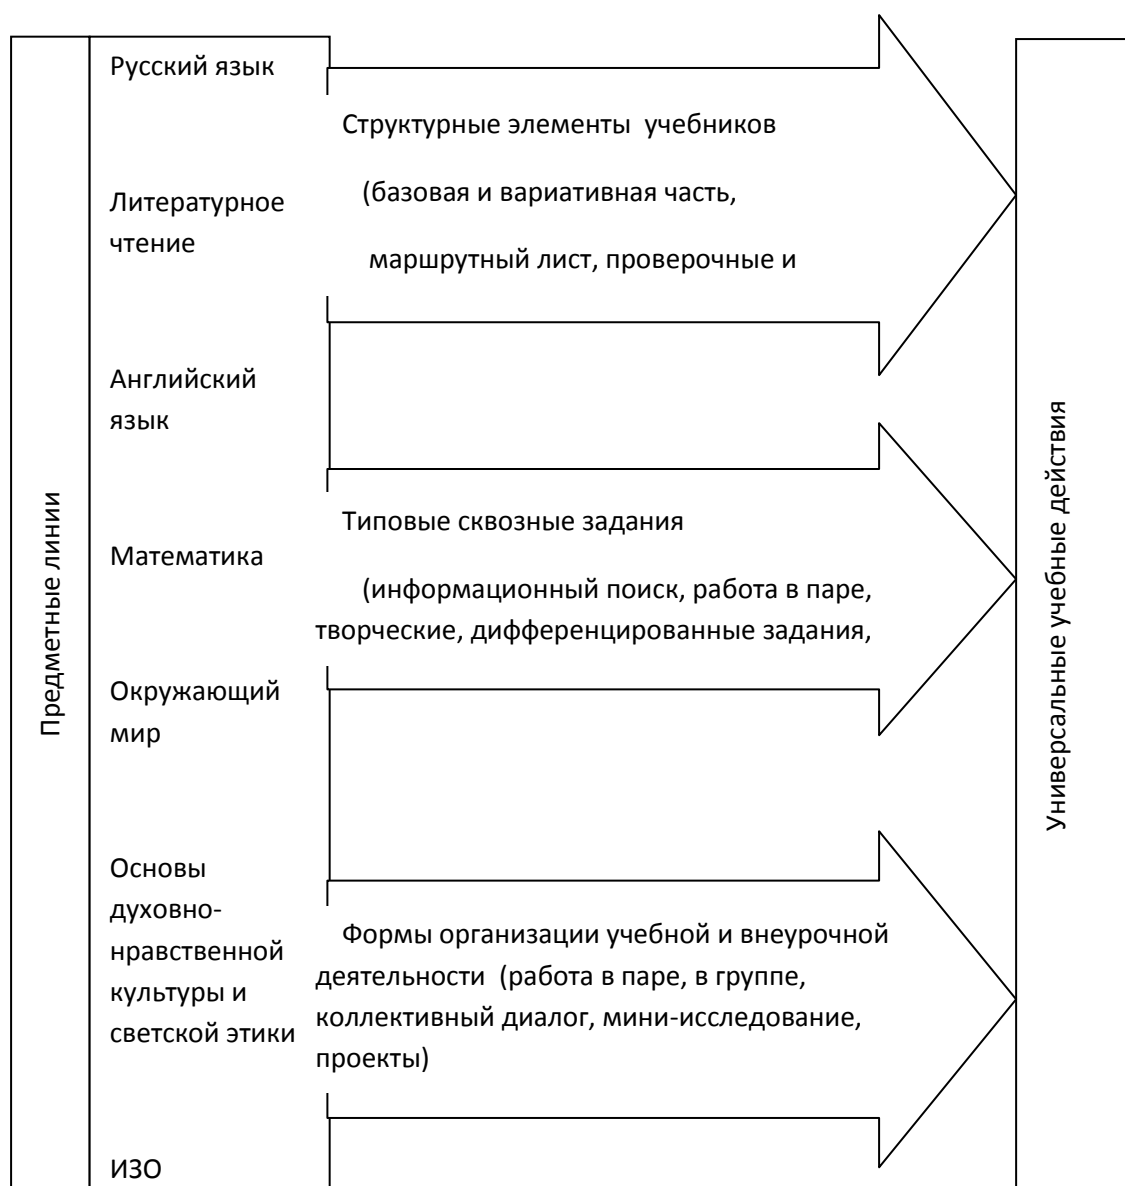 Предметные линии
Русский язык
Литературное
чтение
Английский
язык
Математика
Окружающий
мир
Основы
духовно-
нравственной
культуры и
светской этики
ИЗО
Структурные элементы учебников
(базовая и вариативная часть,
маршрутный лист, проверочные и
Типовые сквозные задания
(информационный поиск, работа в паре,
творческие, дифференцированные задания,
Формы организации учебной и внеурочной
деятельности (работа в паре, в группе,
коллективный диалог, мини-исследование,
проекты)
Универсальные учебные действия